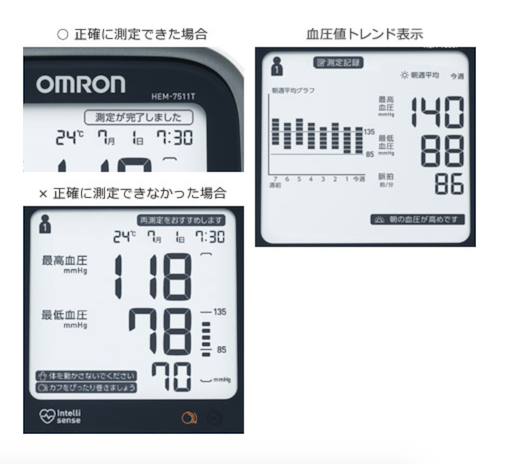 ○ 正確に測定できた場合
OMRON
HEM-7511T
測定が完了しました
24℃ 7月 1日 7:30
118
× 正確に測定できなかった場合
1
再測定をおすすめします
24℃ 7月 1日 7:30
最高血圧
mmHg
118
最低血圧
mmHg
78
135
85
体を動かさないでください
カフをぴったり巻きましょう
70
mmHg
Intelli
sense
血圧値トレンド表示
1
測定記録
朝週平均 今週
朝週平均グラフ
最高
血圧
mmHg
140
135
最低
血圧
mmHg
88
85
7 6 5 4 3 2 1 今週
週前
脈拍
拍/分
86
朝の血圧が高めです